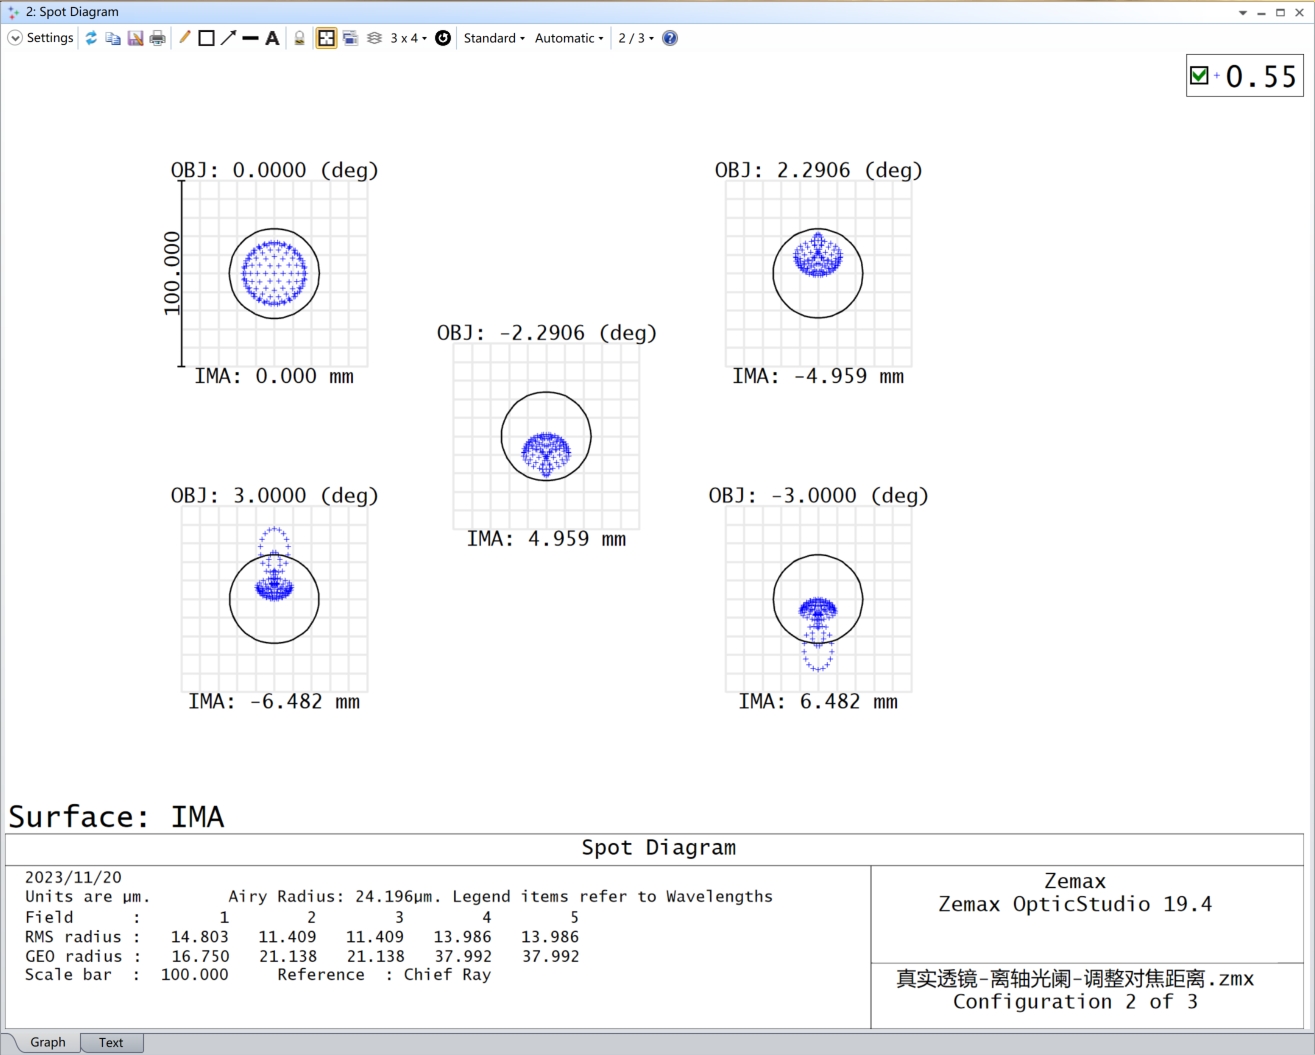 2: Spot Diagram
Settings
3 x 4
Standard
Automatic
2 / 3
0.55
OBJ: 0.0000 (deg)
100.000
IMA: 0.000 mm
OBJ: 2.2906 (deg)
IMA: -4.959 mm
OBJ: -2.2906 (deg)
IMA: 4.959 mm
OBJ: 3.0000 (deg)
IMA: -6.482 mm
OBJ: -3.0000 (deg)
IMA: 6.482 mm
Surface: IMA
Spot Diagram
2023/11/20
Units are µm. Airy Radius: 24.196µm. Legend items refer to Wavelengths
Field : 1 2 3 4 5
RMS radius : 14.803 11.409 11.409 13.986 13.986
GEO radius : 16.750 21.138 21.138 37.992 37.992
Scale bar : 100.000 Reference : Chief Ray
Zemax
Zemax OpticStudio 19.4
真实透镜-离轴光阑-调整对焦距离.zmx
Configuration 2 of 3
Graph
Text